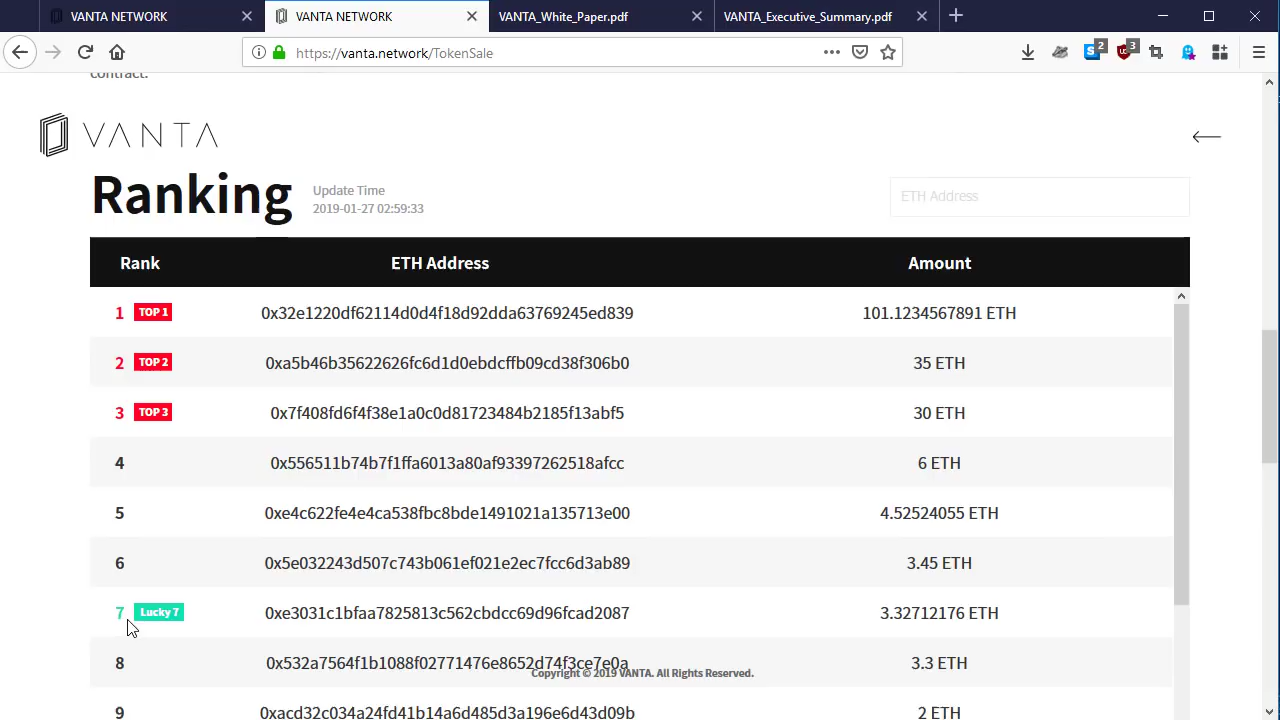 VANTA NETWORK
VANTA NETWORK
VANTA_White_Paper.pdf
VANTA_Executive_Summary.pdf
https://vanta.network/TokenSale
2
3
contract.
VANTA
Ranking
Update Time
2019-01-27 02:59:33
ETH Address
Rank ETH Address Amount
1 TOP 1 0x32e1220df62114d0d4f18d92dda63769245ed839 101.1234567891 ETH
2 TOP 2 0xa5b46b35622626fc6d1d0ebdcffb09cd38f306b0 35 ETH
3 TOP 3 0x7f408fd6f4f38e1a0c0d81723484b2185f13abf5 30 ETH
4 0x556511b74b7f1ffa6013a80af93397262518afcc 6 ETH
5 0xe4c622fe4e4ca538fbc8bde1491021a135713e00 4.52524055 ETH
6 0x5e032243d507c743b061ef021e2ec7fcc6d3ab89 3.45 ETH
7 Lucky 7 0xe3031c1bfaa7825813c562cbdcc69d96fcad2087 3.32712176 ETH
8 0x532a7564f1b1088f02771476e8652d74f3ce7e0a 3.3 ETH
Copyright © 2019 VANTA. All Rights Reserved.
9 0xacd32c034a24fd41b14a6d485d3a196e6d43d09b 2 ETH